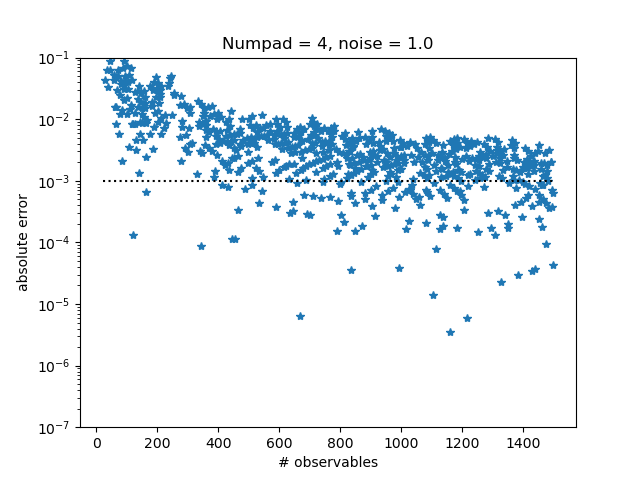 Numpad = 4, noise = 1.0
absolute error
10⁻¹
10⁻²
10⁻³
10⁻⁴
10⁻⁵
10⁻⁶
10⁻⁷
0 200 400 600 800 1000 1200 1400
# observables